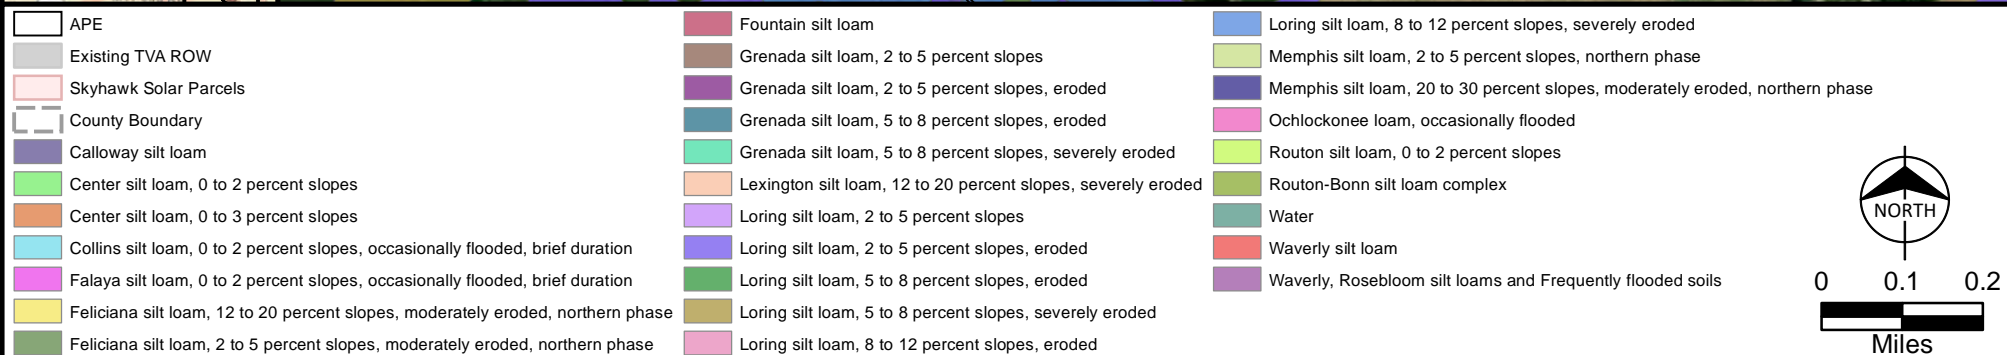 APE
Existing TVA ROW
Skyhawk Solar Parcels
County Boundary
Calloway silt loam
Center silt loam, 0 to 2 percent slopes
Center silt loam, 0 to 3 percent slopes
Collins silt loam, 0 to 2 percent slopes, occasionally flooded, brief duration
Falaya silt loam, 0 to 2 percent slopes, occasionally flooded, brief duration
Feliciana silt loam, 12 to 20 percent slopes, moderately eroded, northern phase
Feliciana silt loam, 2 to 5 percent slopes, moderately eroded, northern phase
Fountain silt loam
Grenada silt loam, 2 to 5 percent slopes
Grenada silt loam, 2 to 5 percent slopes, eroded
Grenada silt loam, 5 to 8 percent slopes, eroded
Grenada silt loam, 5 to 8 percent slopes, severely eroded
Lexington silt loam, 12 to 20 percent slopes, severely eroded
Loring silt loam, 2 to 5 percent slopes
Loring silt loam, 2 to 5 percent slopes, eroded
Loring silt loam, 5 to 8 percent slopes, eroded
Loring silt loam, 5 to 8 percent slopes, severely eroded
Loring silt loam, 8 to 12 percent slopes, eroded
Loring silt loam, 8 to 12 percent slopes, severely eroded
Memphis silt loam, 2 to 5 percent slopes, northern phase
Memphis silt loam, 20 to 30 percent slopes, moderately eroded, northern phase
Ochlockonee loam, occasionally flooded
Routon silt loam, 0 to 2 percent slopes
Routon-Bonn silt loam complex
Water
Waverly silt loam
Waverly, Rosebloom silt loams and Frequently flooded soils
NORTH
0 0.1 0.2
Miles